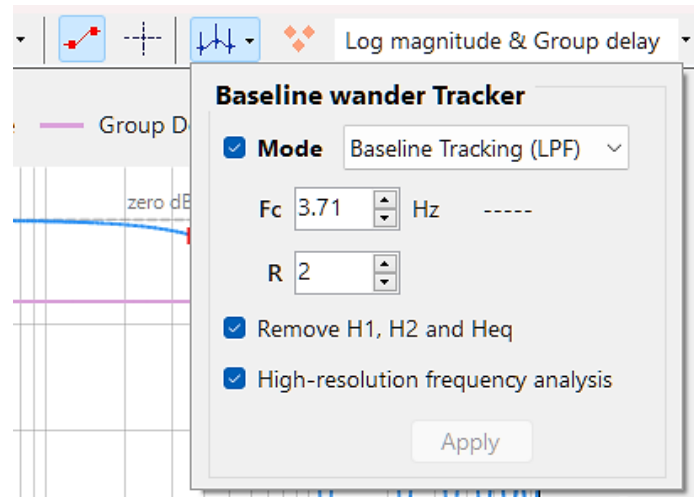 Log magnitude & Group delay
Baseline wander Tracker
Group D
Mode Baseline Tracking (LPF)
zero dB
Fc 3.71 Hz -----
R 2
Remove H1, H2 and Heq
High-resolution frequency analysis
Apply